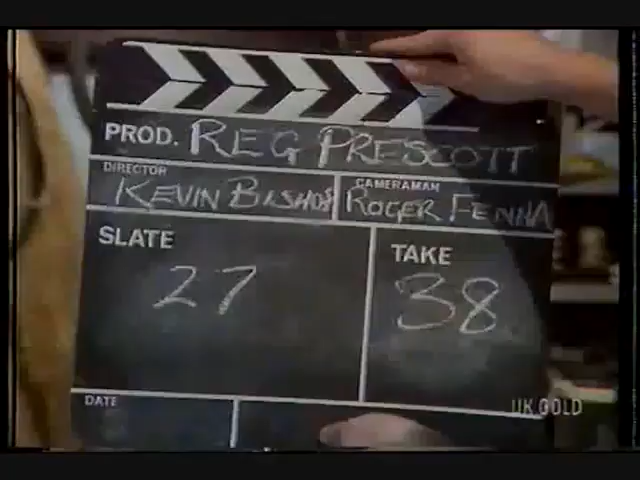 PROD. REG PRESCOTT
DIRECTOR
KEVIN BISHOP
CAMERAMAN
ROGER FENNA
SLATE
27
TAKE
38
DATE
UK GOLD